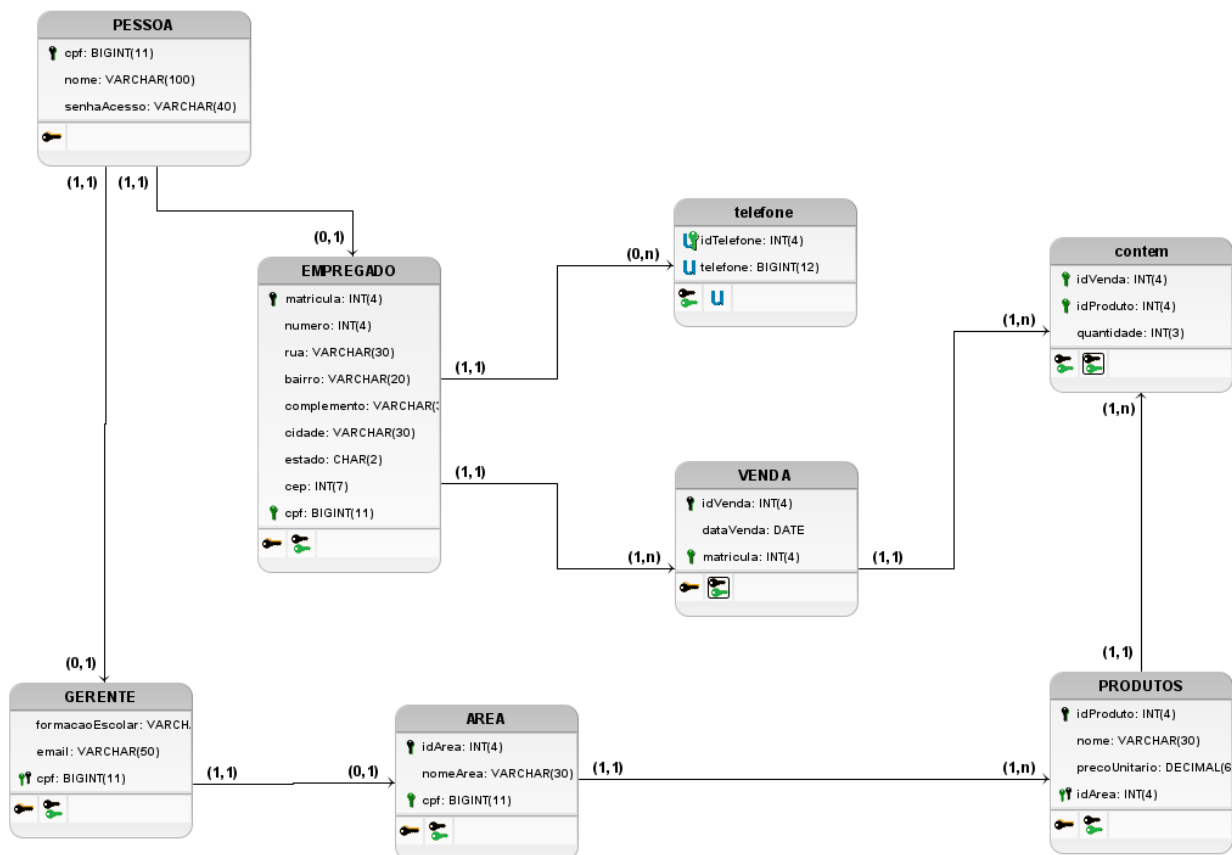 PESSOA
cpf: BIGINT(11)
nome: VARCHAR(100)
senhaAcesso: VARCHAR(40)
(1,1)
(1,1)
(0,1)
EMPREGADO
matricula: INT(4)
numero: INT(4)
rua: VARCHAR(30)
bairro: VARCHAR(20)
complemento:
cidade: VARCHAR(30)
estado: CHAR(2)
cep: INT(7)
cpf: BIGINT(11)
(1,1)
(1,1)
(0,n)
telefone
idTelefone: INT(4)
telefone: BIGINT(12)
u
(1,n)
VENDA
idVenda: INT(4)
dataVenda: DATE
matricula: INT(4)
(1,1)
(1,n)
contem
idVenda: INT(4)
idProduto: INT(4)
quantidade: INT(3)
(1,n)
(0,1)
GERENTE
formacaoEscolar:
email: VARCHAR(50)
cpf: BIGINT(11)
(1,1)
(0,1)
AREA
idArea: INT(4)
nomeArea: VARCHAR(30)
cpf: BIGINT(11)
(1,1)
(1,n)
(1,1)
PRODUTOS
idProduto: INT(4)
nome: VARCHAR(30)
precoUnitario: DECIMAL(6
idArea: INT(4)